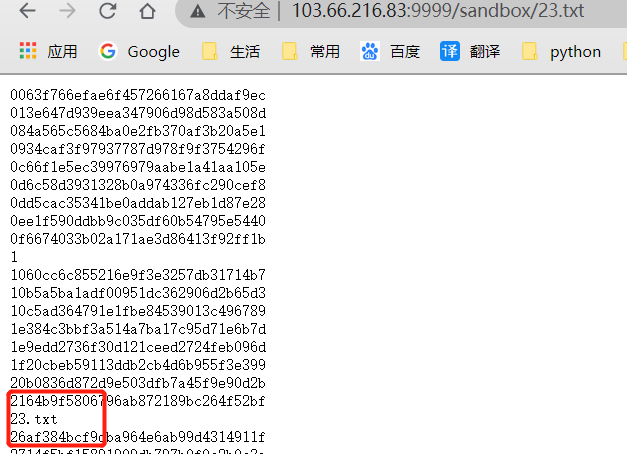 不安全 | 103.66.216.83:9999/sandbox/23.txt
应用 Google 生活 常用 百度 译 翻译 python
0063f766efae6f457266167a8ddaf9ec
013e647d939eea347906d98d583a508d
084a565c5684ba0e2fb370af3b20a5e1
0934caf3f97937787d978f9f3754296f
0c66f1e5ec39976979aabe1a41aa105e
0d6c58d3931328b0a974336fc290cef8
0dd5cac35341be0addab127eb1d87e28
0ee1f590ddbb9c035df60b54795e5440
0f6674033b02a171ae3d86413f92ff1b
1
1060cc6c855216e9f3e3257db31714b7
10b5a5ba1adf00951dc362906d2b65d3
10c5ad364791e1fbe84539013c496789
1e384c3bbf3a514a7ba17c95d71e6b7d
1e9edd2736f30d121ceed2724feb096d
1f20cbeb59113ddb2cb4d6b955f3e399
20b0836d872d9e503dfb7a45f9e90d2b
2164b9f5806796ab872189bc264f52bf
23.txt
26af384bcf9dba964e6ab99d4314911f